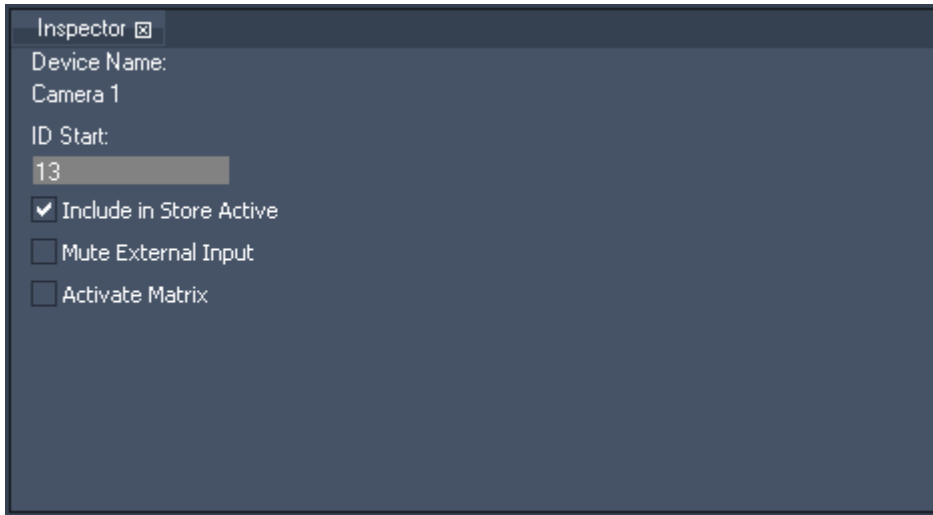 Inspector
Device Name:
Camera 1
ID Start:
13
Include in Store Active
Mute External Input
Activate Matrix